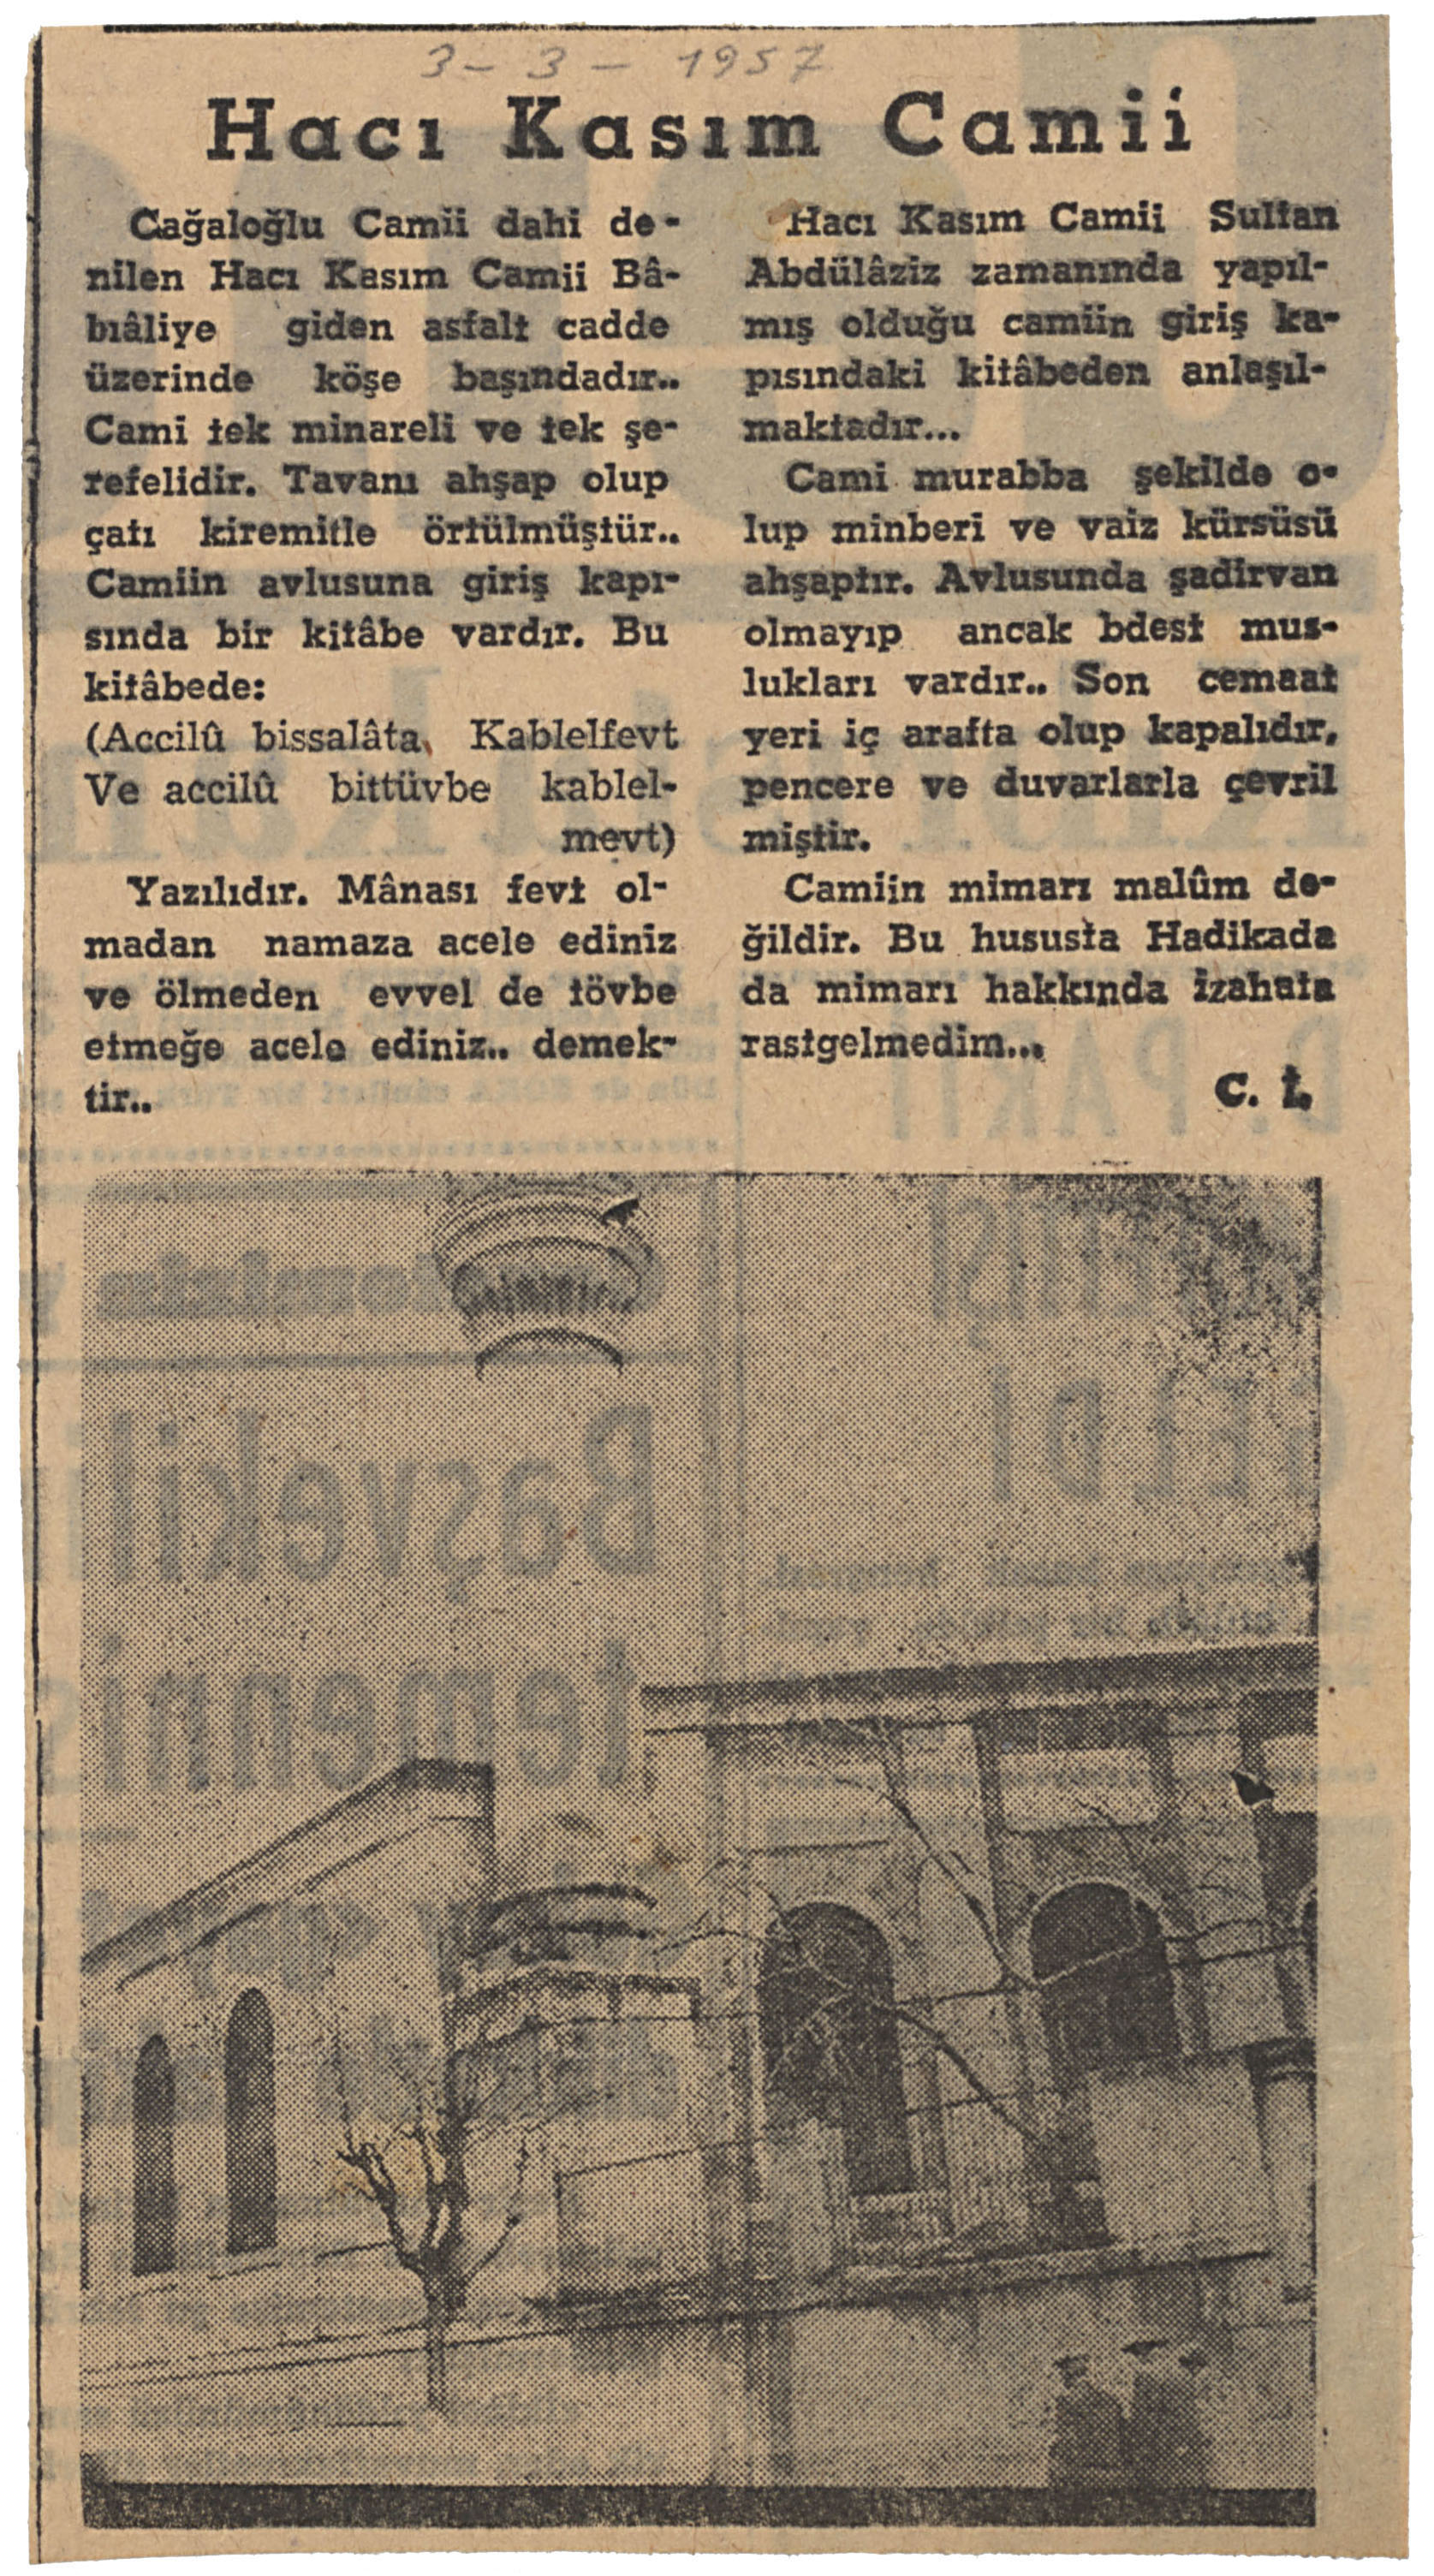 3 - 3 - 1957
Hacı Kasım Camii
Cağaloğlu Camii dahi de-
nilen Hacı Kasım Camii Bâ-
bıâliye giden asfalt cadde
üzerinde köşe başındadır..
Cami tek minareli ve tek şe-
refelidir. Tavanı ahşap olup
çatı kiremitle örtülmüştür..
Camiin avlusuna giriş kapı-
sında bir kitâbe vardır. Bu
kitâbede:
(Accilû bissalâta, Kablelfevt
Ve accilû bittüvbe kablel-
mevt)
Yazılıdır. Mânası fevt ol-
madan namaza acele ediniz
ve ölmeden evvel de tövbe
etmeğe acele ediniz.. demek-
tir..
Hacı Kasım Camii Sultan
Abdülâziz zamanında yapıl-
mış olduğu camiin giriş ka-
pısındaki kitâbeden anlaşıl-
maktadır...
Cami murabba şekilde o-
lup minberi ve vaiz kürsüsü
ahşaptır. Avlusunda şadirvan
olmayıp ancak bdest mus-
lukları vardır.. Son cemaat
yeri iç arafta olup kapalıdır,
pencere ve duvarlarla çevril
miştir.
Camiin mimarı malûm de-
ğildir. Bu hususta Hadikada
da mimarı hakkında izahata
rastgelmedim...
C. İ.